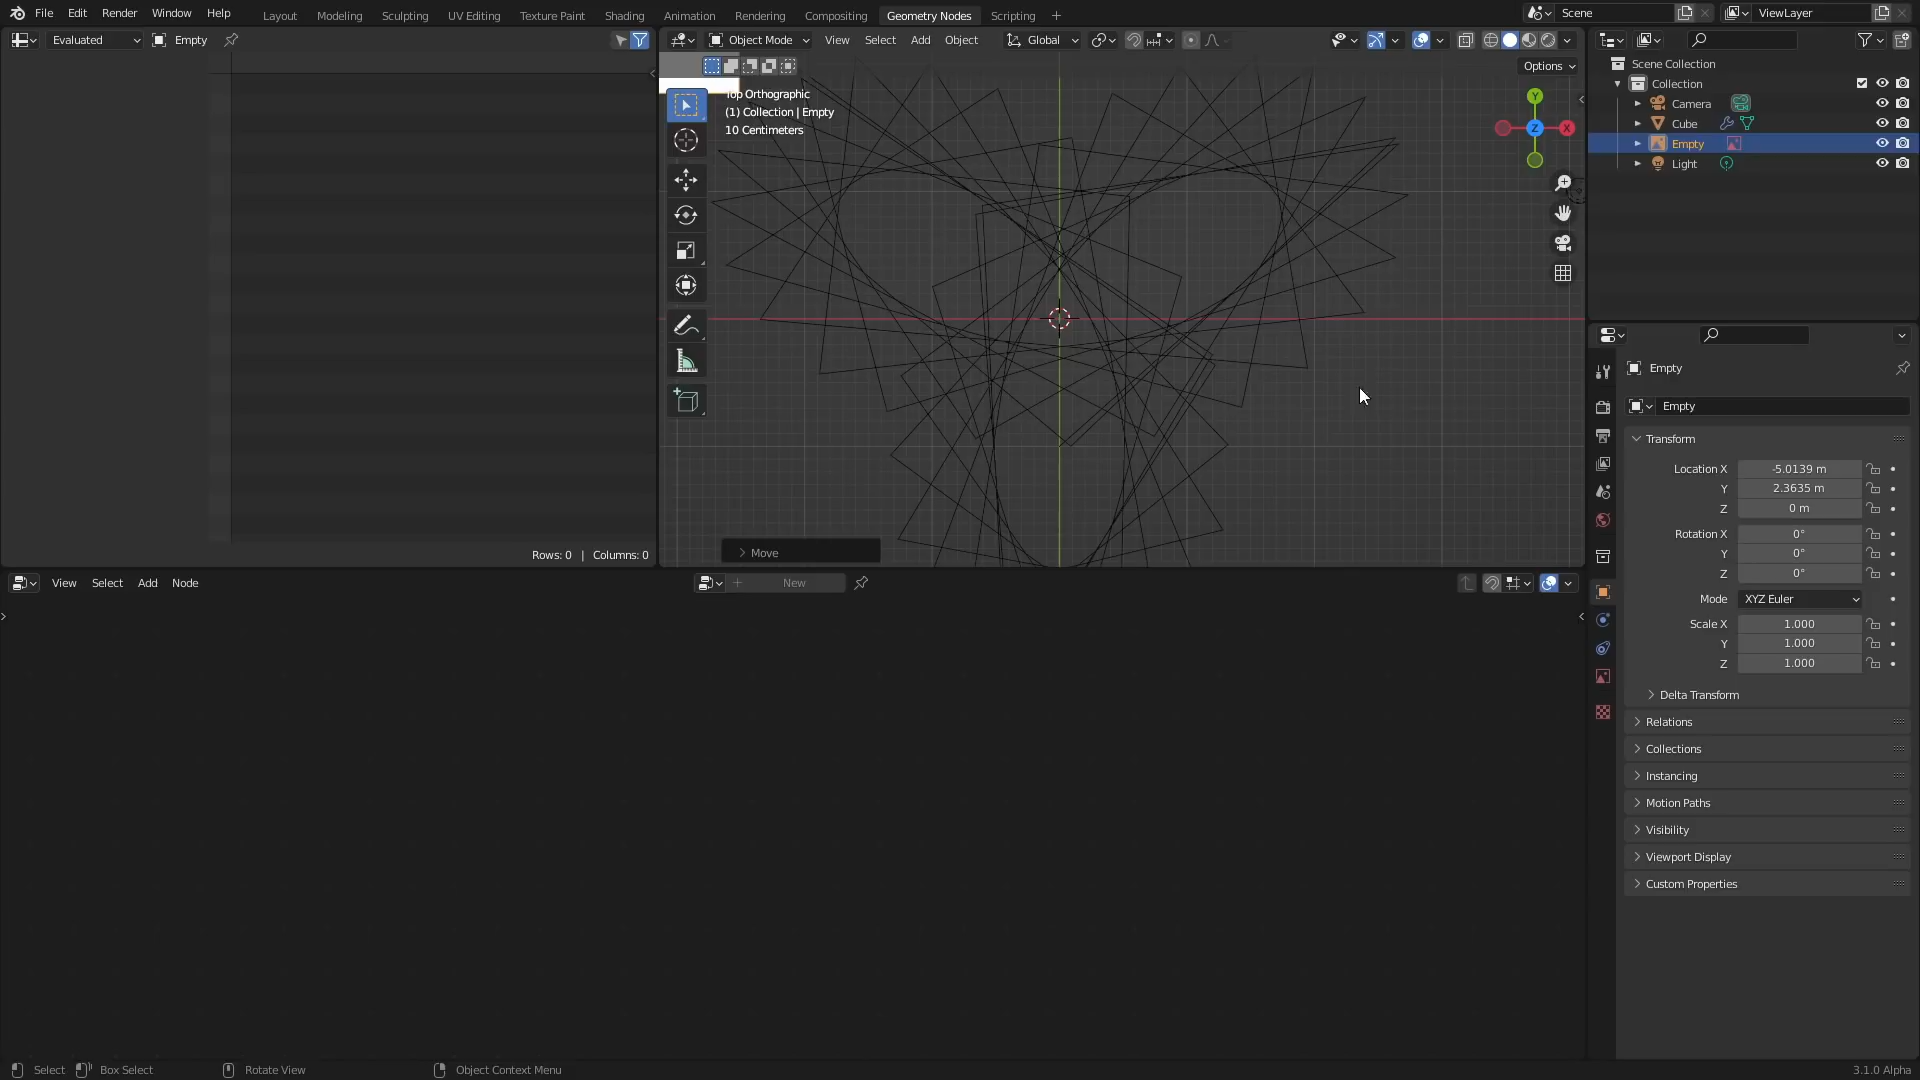 File Edit Render Window Help
Layout Modeling Sculpting UV Editing Texture Paint Shading Animation Rendering Compositing Geometry Nodes Scripting +
Scene
ViewLayer
Evaluated
Empty
Object Mode
View Select Add Object
Global
Options
Top Orthographic
(1) Collection | Empty
10 Centimeters
Y
Z
X
Move
Rows: 0 | Columns: 0
Scene Collection
Collection
Camera
Cube
Empty
Light
Empty
Empty
Transform
Location X -5.0139 m
Y 2.3635 m
Z 0 m
Rotation X 0°
Y 0°
Z 0°
Mode XYZ Euler
Scale X 1.000
Y 1.000
Z 1.000
Delta Transform
Relations
Collections
Instancing
Motion Paths
Visibility
Viewport Display
Custom Properties
View Select Add Node
New
Select Box Select Rotate View Object Context Menu
3.1.0 Alpha